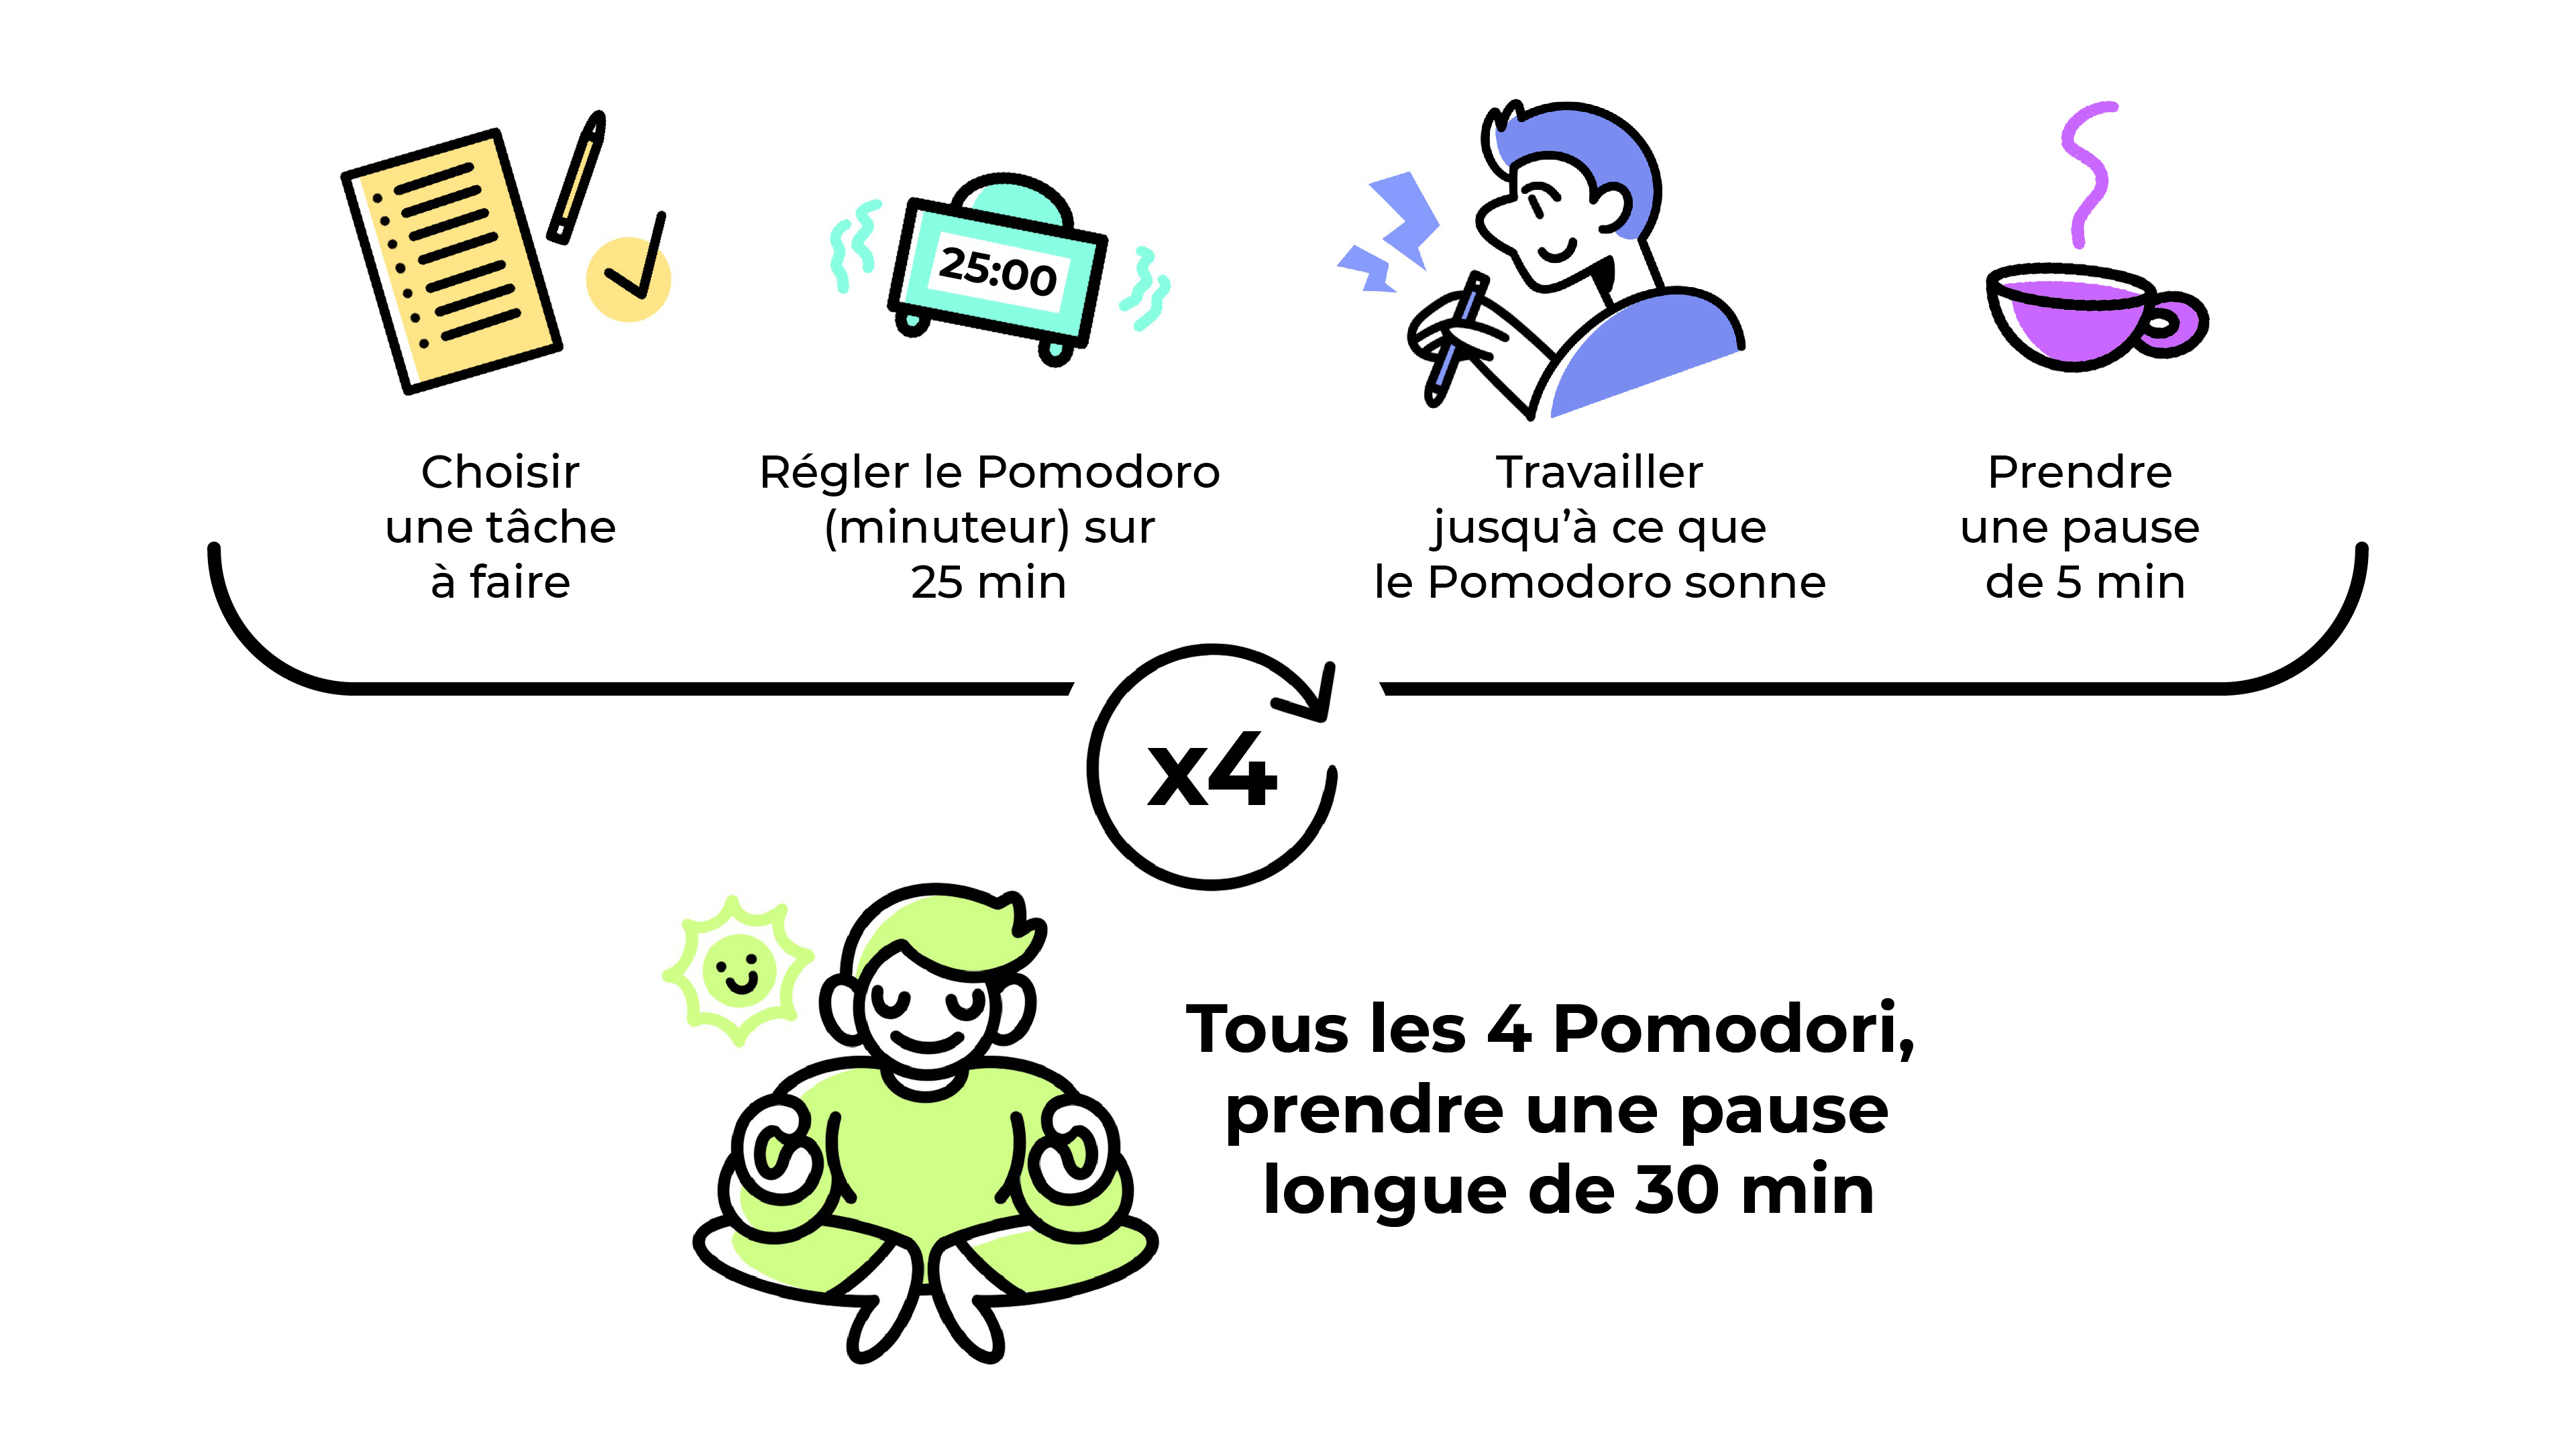 25:00
Choisir
une tâche
à faire
Régler le Pomodoro
(minuteur) sur
25 min
Travailler
jusqu’à ce que
le Pomodoro sonne
Prendre
une pause
de 5 min
x4
Tous les 4 Pomodori,
prendre une pause
longue de 30 min